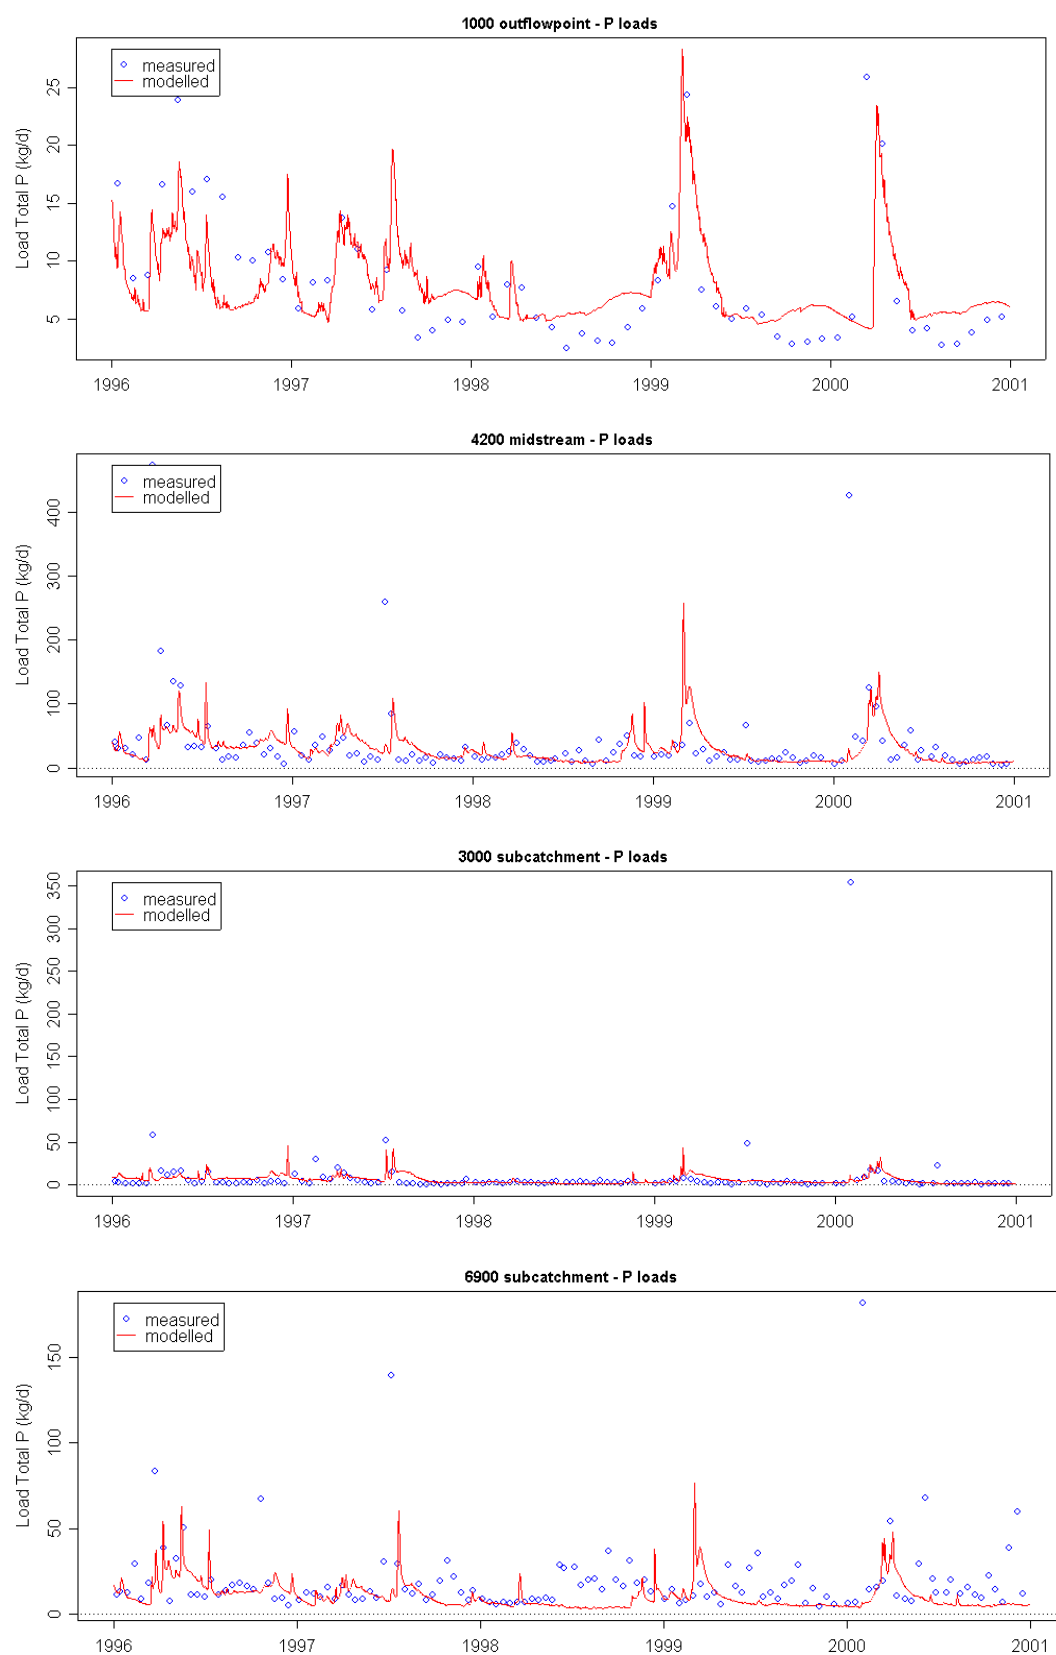 1000 outflowpoint - P loads
measured
modelled
Load Total P (kg/d)
25
20
15
10
5
1996 1997 1998 1999 2000 2001
4200 midstream - P loads
measured
modelled
Load Total P (kg/d)
400
300
200
100
0
1996 1997 1998 1999 2000 2001
3000 subcatchment - P loads
measured
modelled
Load Total P (kg/d)
350
300
250
200
150
100
50
0
1996 1997 1998 1999 2000 2001
6900 subcatchment - P loads
measured
modelled
Load Total P (kg/d)
150
100
50
0
1996 1997 1998 1999 2000 2001